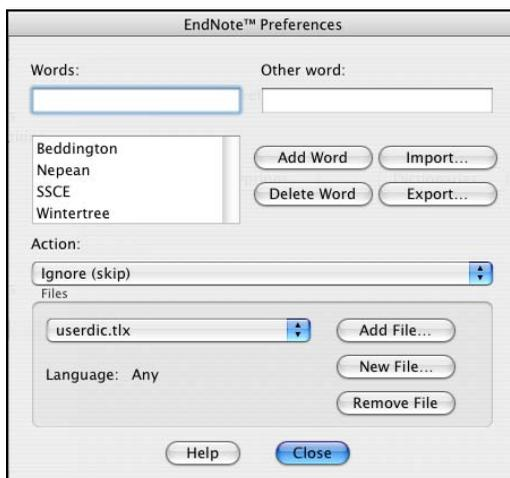 EndNote™ Preferences
Words:
Other word:
Beddington
Nepean
SSCE
Wintertree
Add Word
Import...
Delete Word
Export...
Action:
Ignore (skip)
Files
userdic.tlx
Add File...
Language: Any
New File...
Remove File
Help
Close